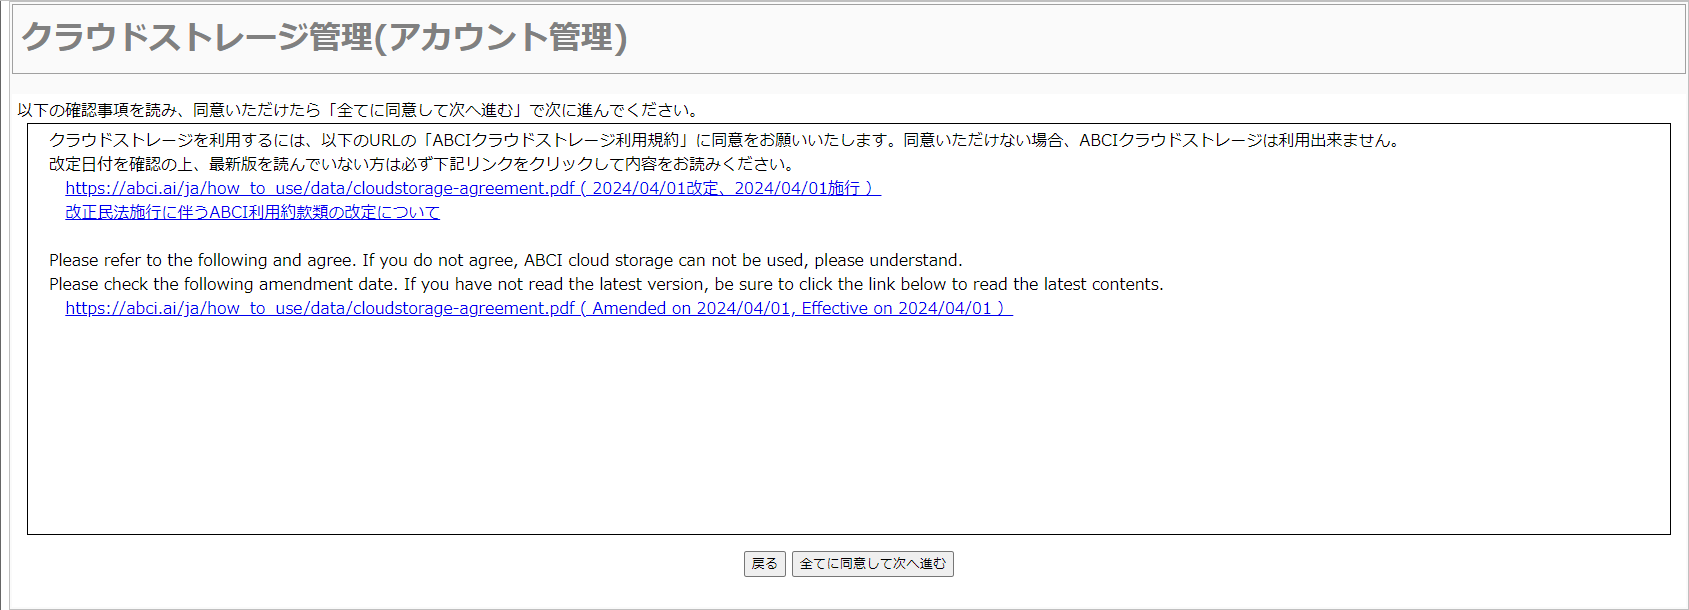 クラウドストレージ管理(アカウント管理)
以下の確認事項を読み、同意いただけたら「全てに同意して次へ進む」で次に進んでください。
クラウドストレージを利用するには、以下のURLの「ABCIクラウドストレージ利用規約」に同意をお願いいたします。同意いただけない場合、ABCIクラウドストレージは利用出来ません。
改定日付を確認の上、最新版を読んでいない方は必ず下記リンクをクリックして内容をお読みください。
https://abci.ai/ja/how_to_use/data/cloudstorage-agreement.pdf ( 2024/04/01改定、2024/04/01施行 )
改正民法施行に伴うABCI利用約款類の改定について
Please refer to the following and agree. If you do not agree, ABCI cloud storage can not be used, please understand.
Please check the following amendment date. If you have not read the latest version, be sure to click the link below to read the latest contents.
https://abci.ai/ja/how_to_use/data/cloudstorage-agreement.pdf ( Amended on 2024/04/01, Effective on 2024/04/01 )
戻る 全てに同意して次へ進む